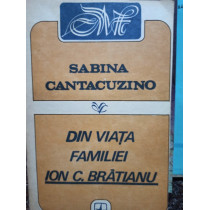 SABINA
CANTACUZINO
DIN VIAȚA
FAMILIEI
ION C. BRĂTIANU